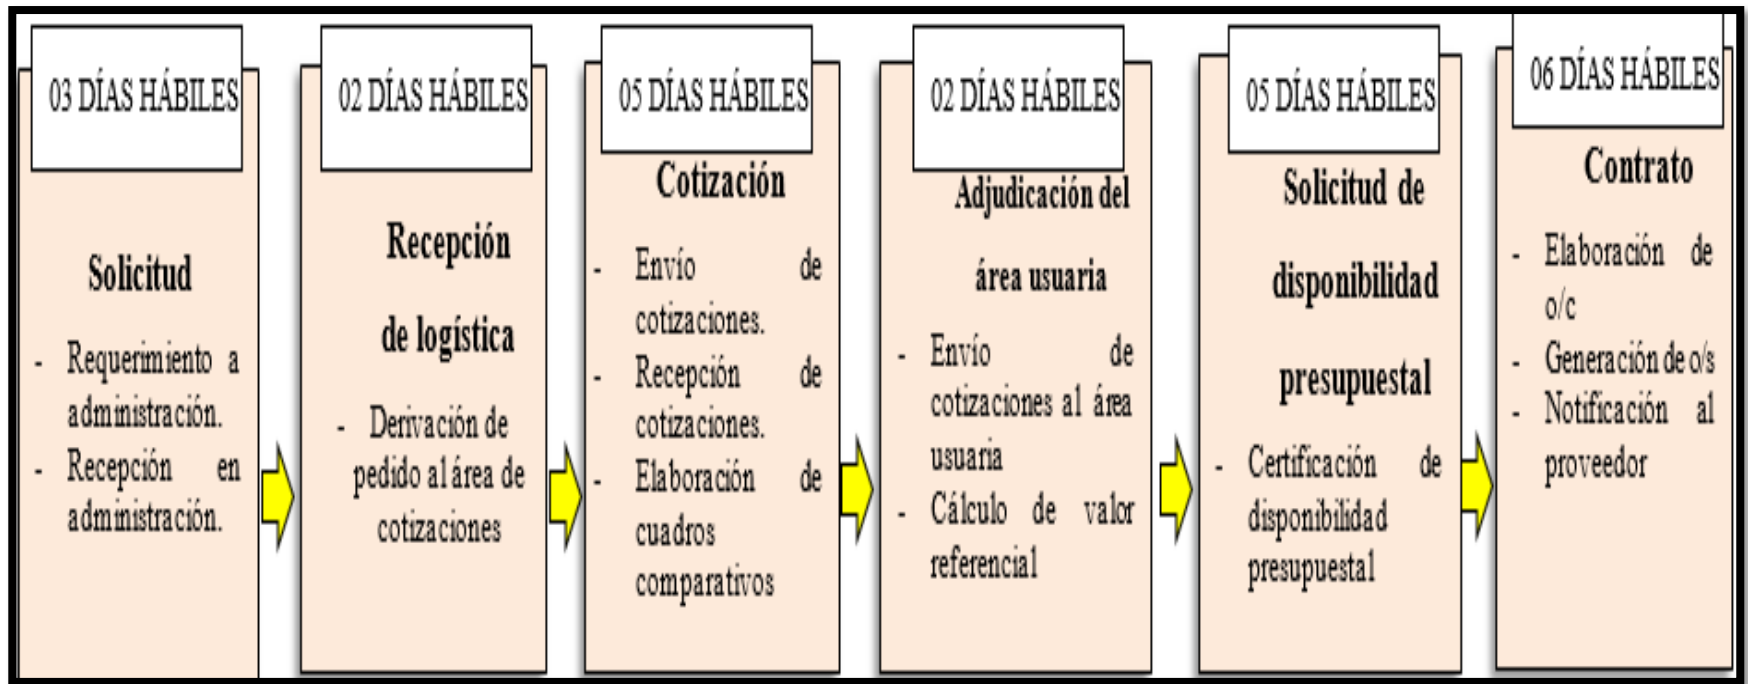 03 DÍAS HÁBILES
Solicitud
- Requerimiento a
administración.
- Recepción en
administración.
02 DÍAS HÁBILES
Recepción
de logística
- Derivación de
pedido al área de
cotizaciones
05 DÍAS HÁBILES
Cotización
- Envío de
cotizaciones.
- Recepción de
cotizaciones.
- Elaboración de
cuadros
comparativos
02 DÍAS HÁBILES
Adjudicación del
área usuaria
- Envío de
cotizaciones al área
usuaria
- Cálculo de valor
referencial
05 DÍAS HÁBILES
Solicitud de
disponibilidad
presupuestal
- Certificación de
disponibilidad
presupuestal
06 DÍAS HÁBILES
Contrato
- Elaboración de
o/c
- Generación de o/s
- Notificación al
proveedor